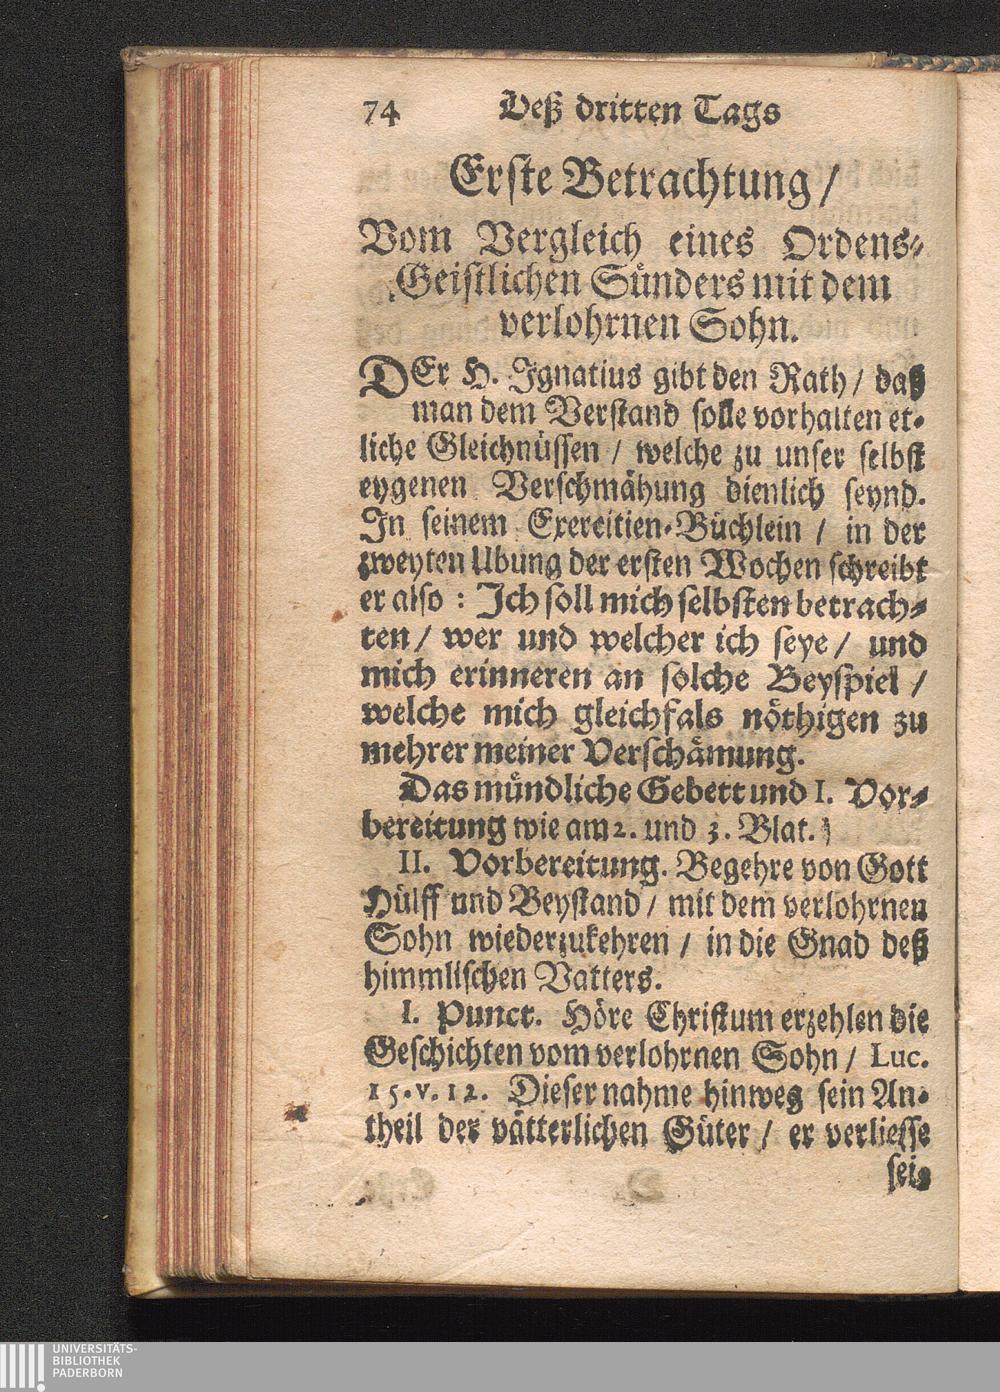 74 Deß dritten Tags
Erste Betrachtung /
Vom Vergleich eines Ordens-
Geistlichen Sünders mit dem
verlohrnen Sohn.
DEr H. Ignatius gibt den Rath / daß
man dem Verstand solle vorhalten et-
liche Gleichnüssen / welche zu unser selbst
eygenen Verschmähung dienlich seynd.
In seinem Exercitien-Büchlein / in der
zweyten Ubung der ersten Wochen schreibt
er also : Ich soll mich selbsten betrach-
ten / wer und welcher ich seye / und
mich erinneren an solche Beyspiel /
welche mich gleichfals nöthigen zu
mehrer meiner Verschämung.
Das mündliche Gebett und I. Vor-
bereitung wie am 2. und 3. Blat.
II. Vorbereitung. Begehre von Gott
Hülff und Beystand / mit dem verlohrnen
Sohn wiederzukehren / in die Gnad deß
himmlischen Vatters.
I. Punct. Höre Christum erzehlen die
Geschichten vom verlohrnen Sohn / Luc.
15. v. 12. Dieser nahme hinweg sein An-
theil der vätterlichen Güter / er verliesse
sei-
UNIVERSITÄTS-
BIBLIOTHEK
PADERBORN